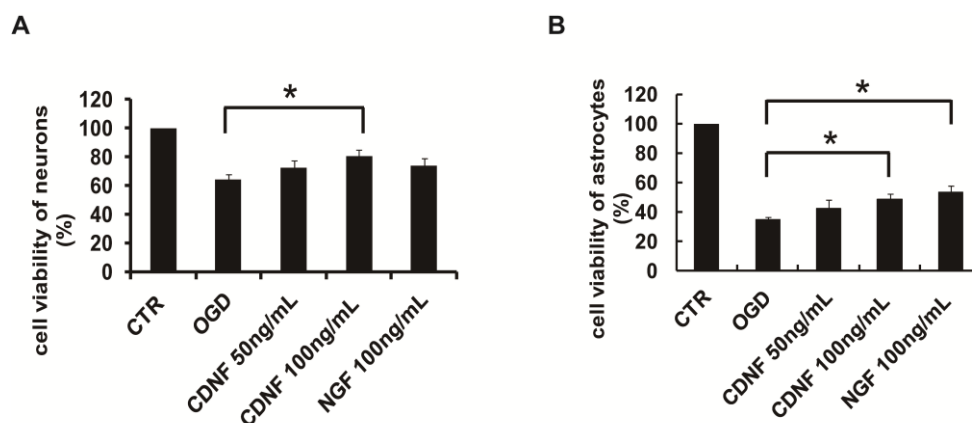 A
cell viability of neurons
(%)
120
100
80
60
40
20
0
*
CTR
OGD
CDNF 50ng/mL
CDNF 100ng/mL
NGF 100ng/mL
B
cell viability of astrocytes
(%)
120
100
80
60
40
20
0
*
*
CTR
OGD
CDNF 50ng/mL
CDNF 100ng/mL
NGF 100ng/mL